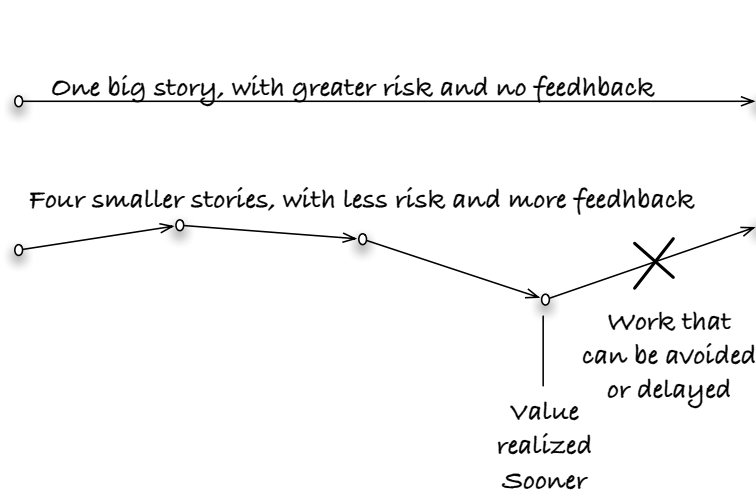 One big story, with greater risk and no feedhback
Four smaller stories, with less risk and more feedhback
Work that
can be avoided
or delayed
Value
realized
Sooner